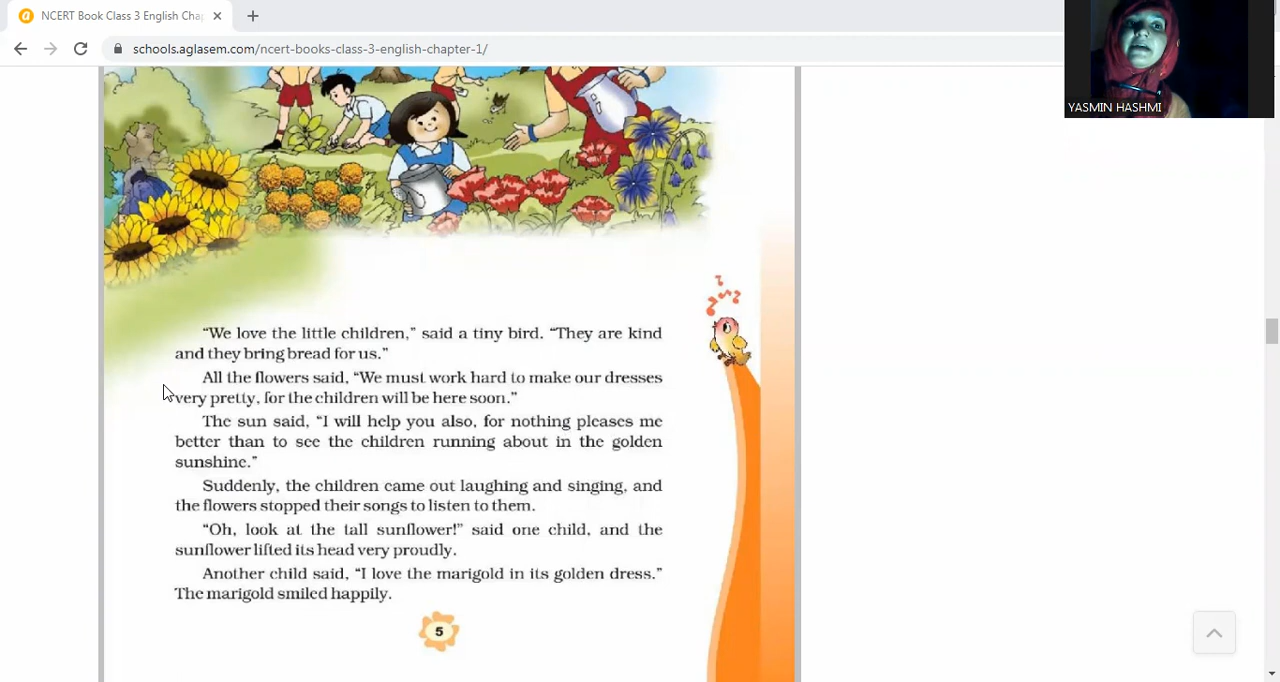 NCERT Book Class 3 English Cha
schools.aglasem.com/ncert-books-class-3-english-chapter-1/
YASMIN HASHMI
"We love the little children," said a tiny bird. "They are kind
and they bring bread for us."
All the flowers said, "We must work hard to make our dresses
very pretty, for the children will be here soon."
The sun said, "I will help you also, for nothing pleases me
better than to see the children running about in the golden
sunshine."
Suddenly, the children came out laughing and singing, and
the flowers stopped their songs to listen to them.
"Oh, look at the tall sunflower!" said one child, and the
sunflower lifted its head very proudly.
Another child said, "I love the marigold in its golden dress."
The marigold smiled happily.
5